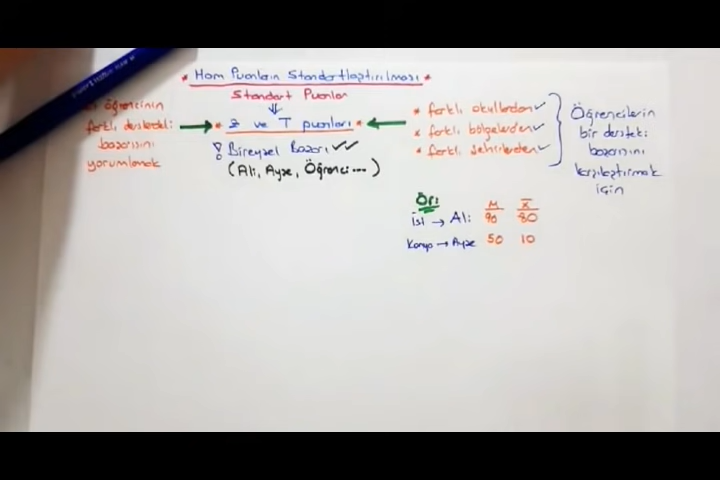 * Ham Puanların Standartlaştırılması *
Standart Puanlar
* z ve T puanları *
! Bireysel Başarı ✓✓
(Ali, Ayşe, Öğrenci...)
öğrencinin
farklı derslerdeki
başarısını
yorumlamak
* farklı okullardan ✓
* farklı bölgelerden ✓
* farklı şehirlerden ✓
Öğrencilerin
bir dersteki
başarısını
karşılaştırmak
için
Ör:
M X̄
İst → Ali: 90 80
Konya → Ayşe 50 10